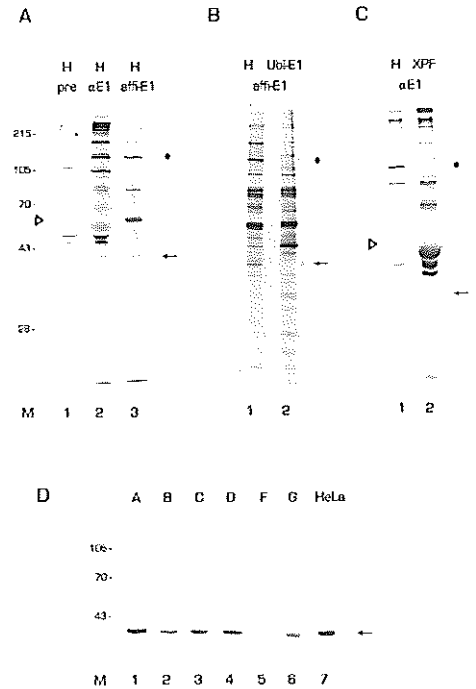 A
H H H
pre αE1 affi-E1
215-
105-
70-
43-
28-
M 1 2 3
B
H Ubi-E1
affi-E1
1 2
C
H XPF
αE1
1 2
D
A B C D F G HeLa
105-
70-
43-
M 1 2 3 4 5 6 7